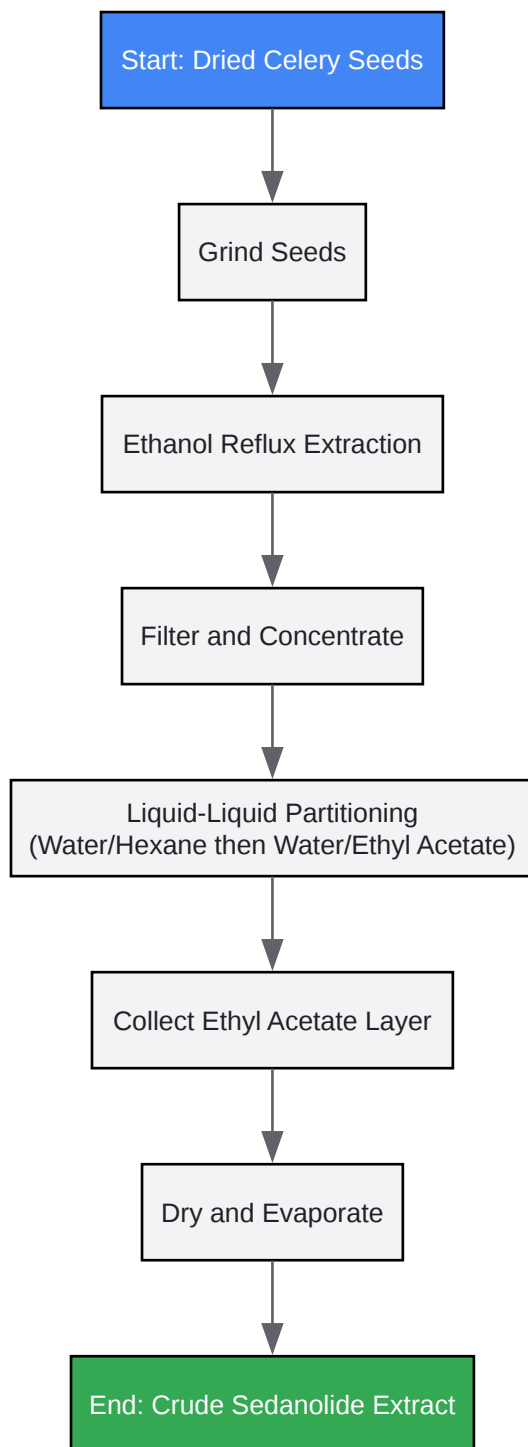 Start: Dried Celery Seeds
Grind Seeds
Ethanol Reflux Extraction
Filter and Concentrate
Liquid-Liquid Partitioning
(Water/Hexane then Water/Ethyl Acetate)
Collect Ethyl Acetate Layer
Dry and Evaporate
End: Crude Sedanolide Extract